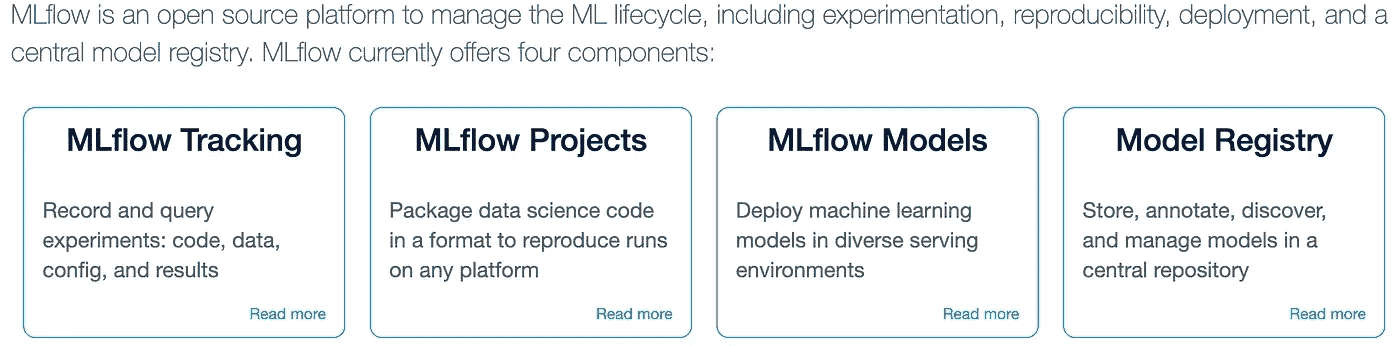 MLflow is an open source platform to manage the ML lifecycle, including experimentation, reproducibility, deployment, and a
central model registry. MLflow currently offers four components:
MLflow Tracking
Record and query
experiments: code, data,
config, and results
Read more
MLflow Projects
Package data science code
in a format to reproduce runs
on any platform
Read more
MLflow Models
Deploy machine learning
models in diverse serving
environments
Read more
Model Registry
Store, annotate, discover,
and manage models in a
central repository
Read more